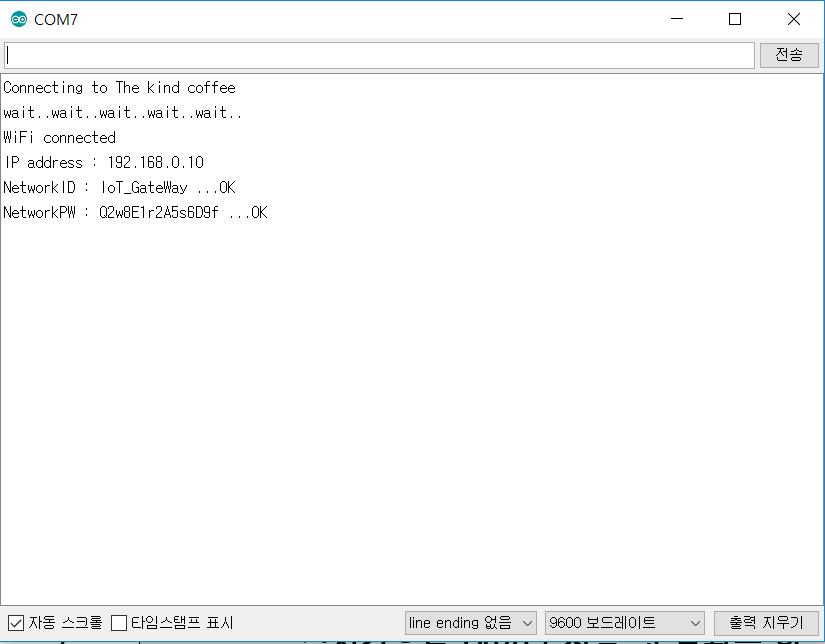 COM7
전송
Connecting to The kind coffee
wait..wait..wait..wait..wait..
WiFi connected
IP address : 192.168.0.10
NetworkID : IoT_GateWay ...OK
NetworkPW : Q2w8E1r2A5s6D9f ...OK
자동 스크롤 타임스탬프 표시 line ending 없음 9600 보드레이트 출력 지우기